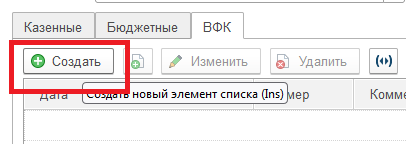 Казенные Бюджетные ВФК
Создать Изменить Удалить
Дата Создать новый элемент списка (Ins) мер Комме